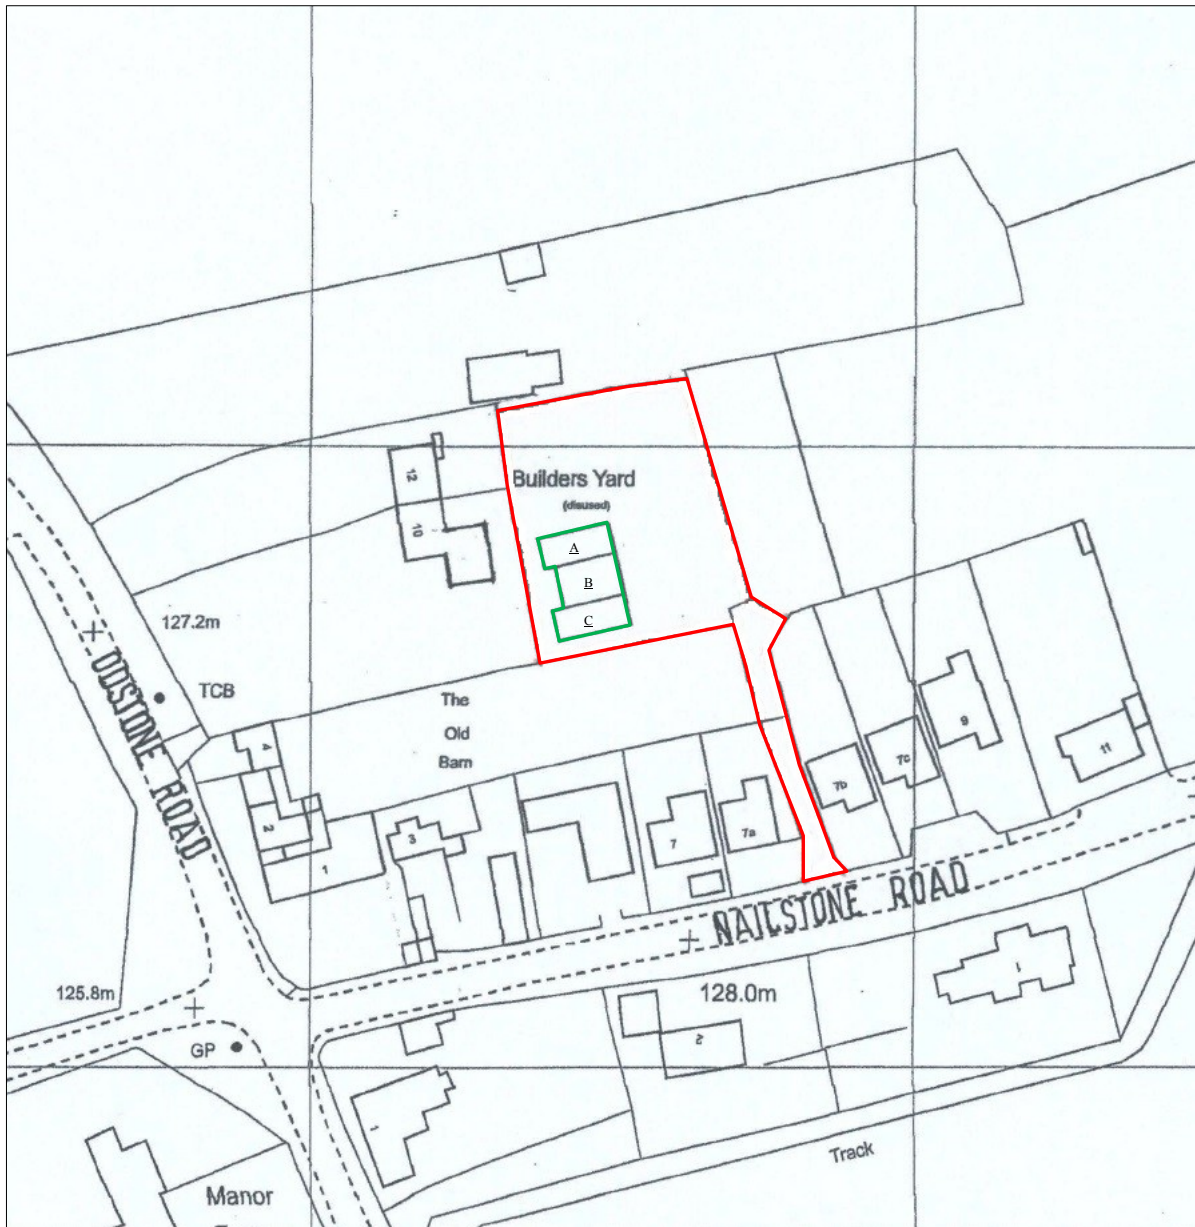 Builders Yard
(disused)
12
10
A
B
C
127.2m
TCB
ODSTONE ROAD
The
Old
Barn
4
2
1
3
7
7a
7b
7c
9
11
NAILSTONE ROAD
125.8m
GP
128.0m
1
2
1
Track
Manor